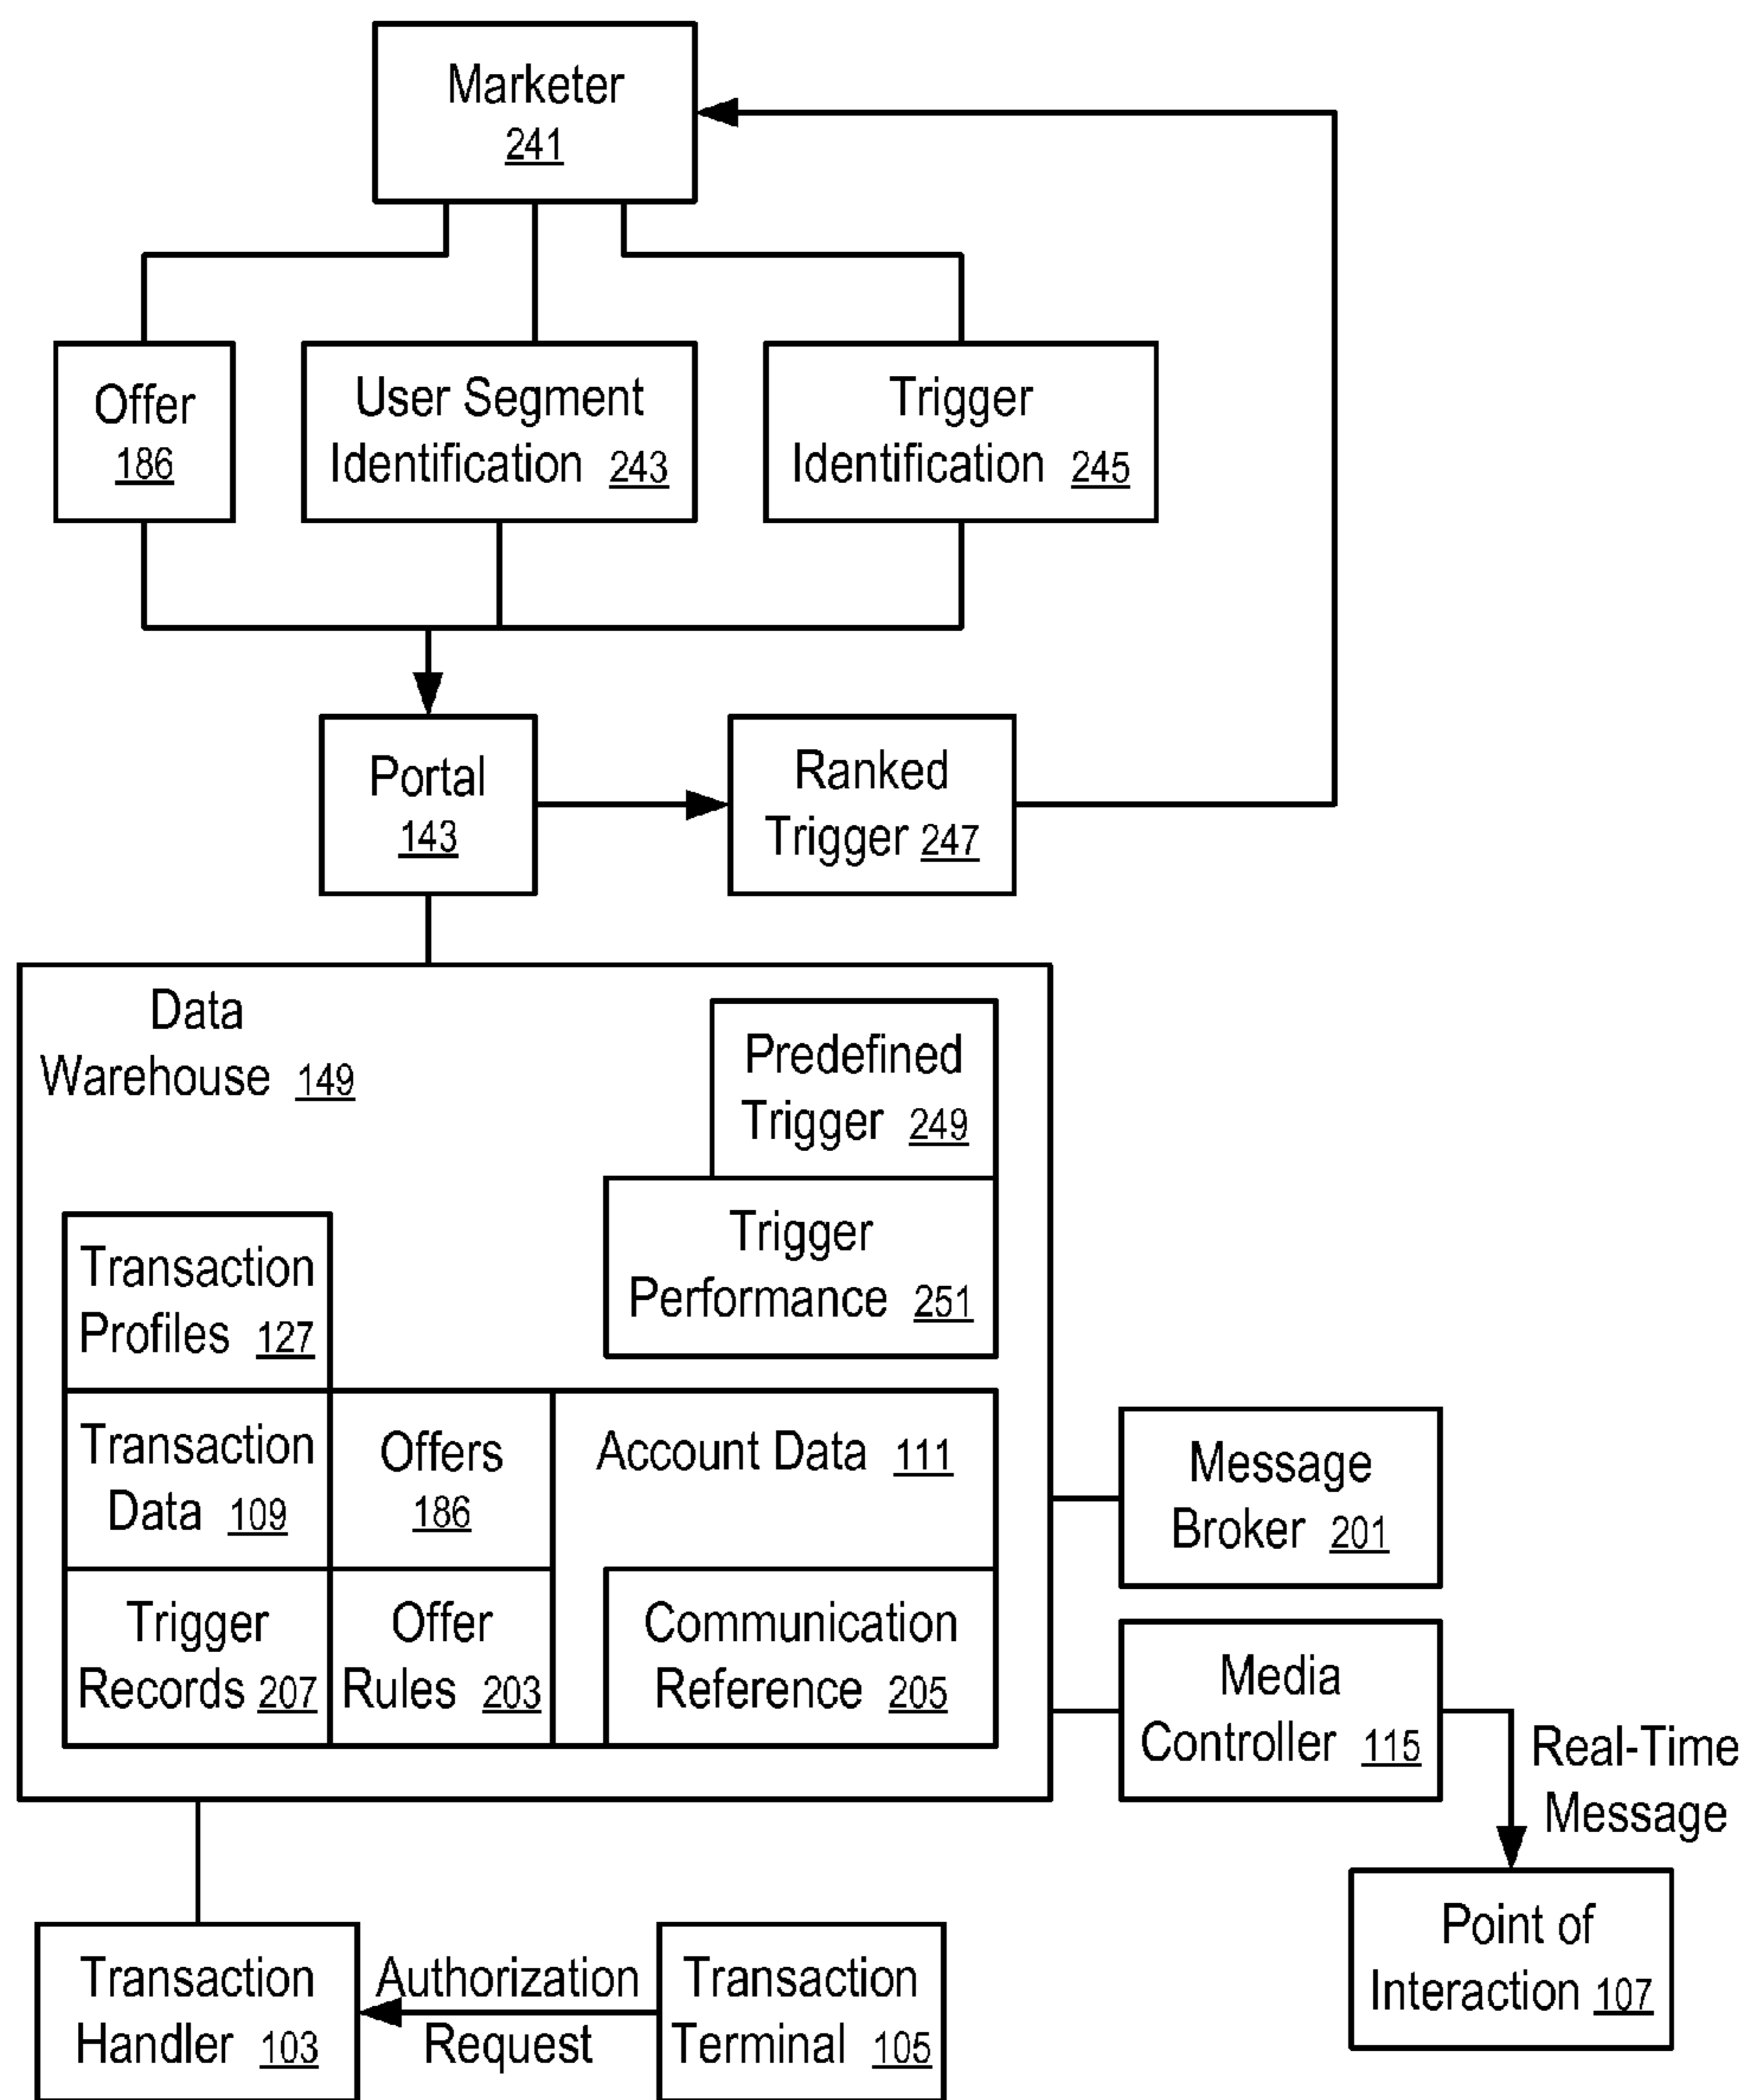 Marketer
241
Offer
186
User Segment
Identification 243
Trigger
Identification 245
Portal
143
Ranked
Trigger 247
Data
Warehouse 149
Predefined
Trigger 249
Trigger
Performance 251
Transaction
Profiles 127
Transaction
Data 109
Offers
186
Account Data 111
Trigger
Records 207
Offer
Rules 203
Communication
Reference 205
Message
Broker 201
Media
Controller 115
Real-Time
Message
Point of
Interaction 107
Transaction
Handler 103
Authorization
Request
Transaction
Terminal 105